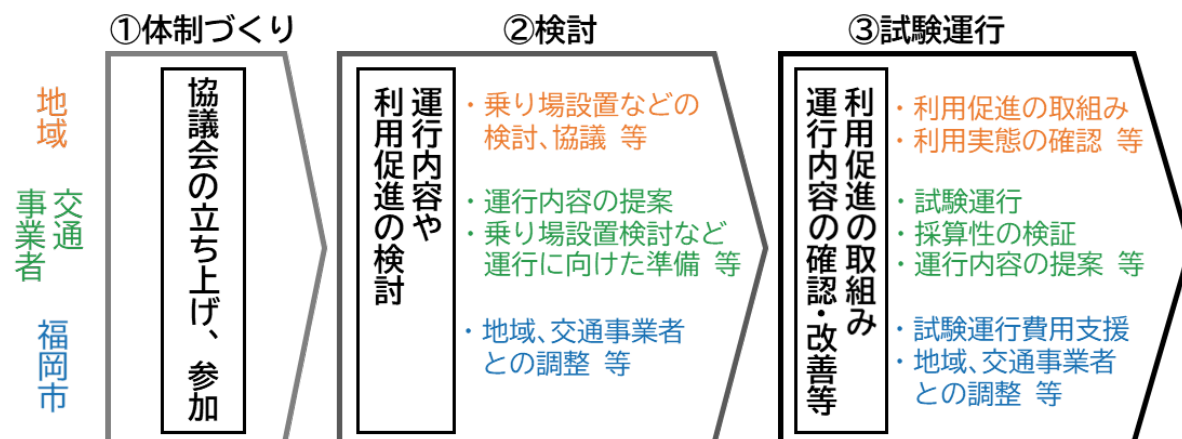 ①体制づくり
②検討
③試験運行
地域
交通
事業者
福岡市
協議会の立ち上げ、参加
運行内容や
利用促進の検討
・乗り場設置などの
検討、協議 等
・運行内容の提案
・乗り場設置検討など
運行に向けた準備 等
・地域、交通事業者
との調整 等
利用促進の取組み
運行内容の確認・改善等
・利用促進の取組み
・利用実態の確認 等
・試験運行
・採算性の検証
・運行内容の提案 等
・試験運行費用支援
・地域、交通事業者
との調整 等